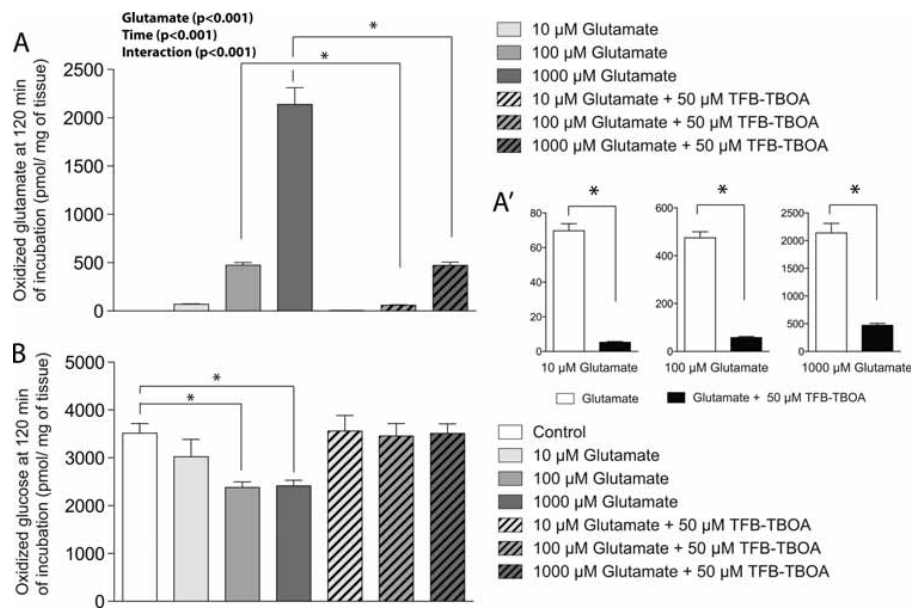 A
Glutamate (p<0.001)
Time (p<0.001)
Interaction (p<0.001)
*
*
Oxidized glutamate at 120 min
of incubation (pmol/ mg of tissue)
2500
2000
1500
1000
500
0
10 µM Glutamate
100 µM Glutamate
1000 µM Glutamate
10 µM Glutamate + 50 µM TFB-TBOA
100 µM Glutamate + 50 µM TFB-TBOA
1000 µM Glutamate + 50 µM TFB-TBOA
A'
*
80
60
40
20
0
10 µM Glutamate
*
600
400
200
0
100 µM Glutamate
*
2500
2000
1500
1000
500
0
1000 µM Glutamate
Glutamate
Glutamate + 50 µM TFB-TBOA
B
*
*
Oxidized glucose at 120 min
of incubation (pmol/ mg of tissue)
5000
4000
3000
2000
1000
0
Control
10 µM Glutamate
100 µM Glutamate
1000 µM Glutamate
10 µM Glutamate + 50 µM TFB-TBOA
100 µM Glutamate + 50 µM TFB-TBOA
1000 µM Glutamate + 50 µM TFB-TBOA